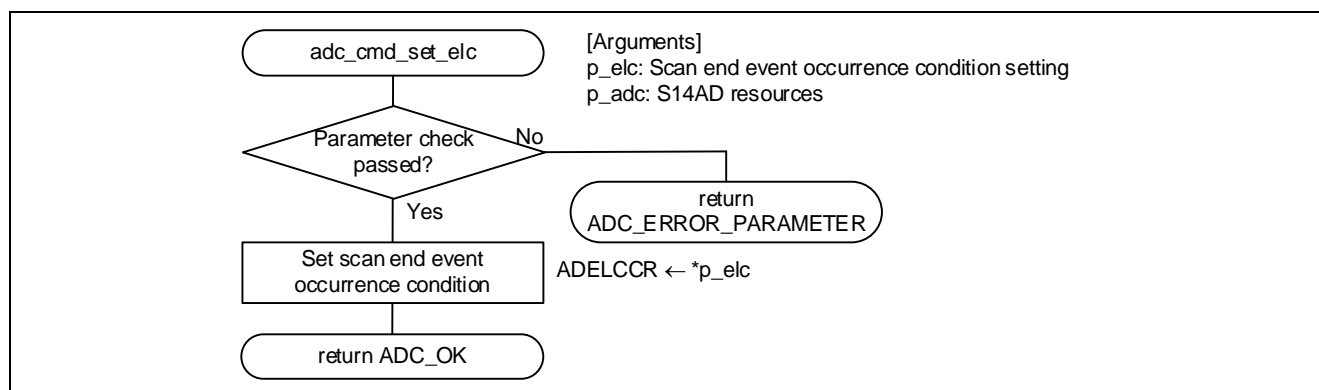 adc_cmd_set_elc
[Arguments]
p_elc: Scan end event occurrence condition setting
p_adc: S14AD resources
Parameter check
passed?
No
Yes
return
ADC_ERROR_PARAMETER
Set scan end event
occurrence condition
ADELCCR ← *p_elc
return ADC_OK